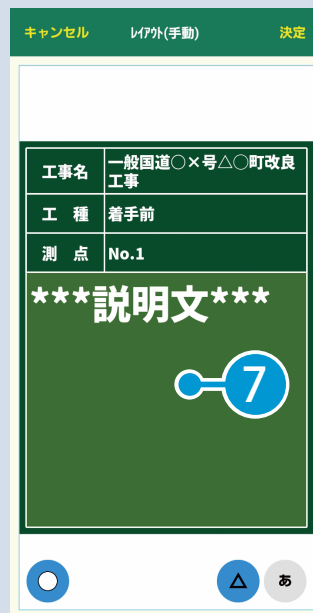 キャンセル ﾚｲｱｳﾄ(手動) 決定
工事名 一般国道○×号△○町改良
工事
工 種 着手前
測 点 No.1
***説明文***
7
○ △ あ